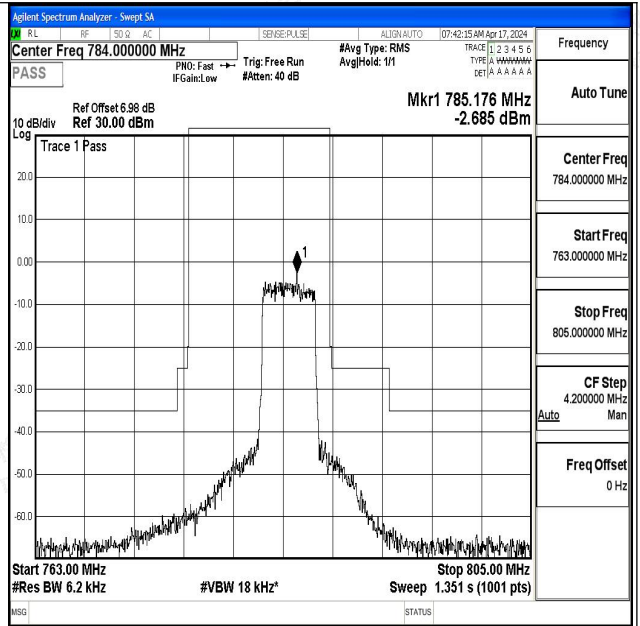 Agilent Spectrum Analyzer - Swept SA
LXI RL RF 50 Ω AC SENSE:PULSE ALIGN AUTO 07:42:15 AM Apr 17, 2024
Center Freq 784.000000 MHz
PASS
PNO: Fast
IFGain:Low
Trig: Free Run
#Atten: 40 dB
#Avg Type: RMS
Avg|Hold: 1/1
TRACE 1 2 3 4 5 6
TYPE A WWWWW
DET A A A A A A
Mkr1 785.176 MHz
-2.685 dBm
Ref Offset 6.98 dB
10 dB/div Ref 30.00 dBm
Log
Trace 1 Pass
20.0
10.0
0.00
-10.0
-20.0
-30.0
-40.0
-50.0
-60.0
1
Start 763.00 MHz Stop 805.00 MHz
#Res BW 6.2 kHz #VBW 18 kHz* Sweep 1.351 s (1001 pts)
MSG STATUS
Frequency
Auto Tune
Center Freq
784.000000 MHz
Start Freq
763.000000 MHz
Stop Freq
805.000000 MHz
CF Step
4.200000 MHz
Auto Man
Freq Offset
0 Hz